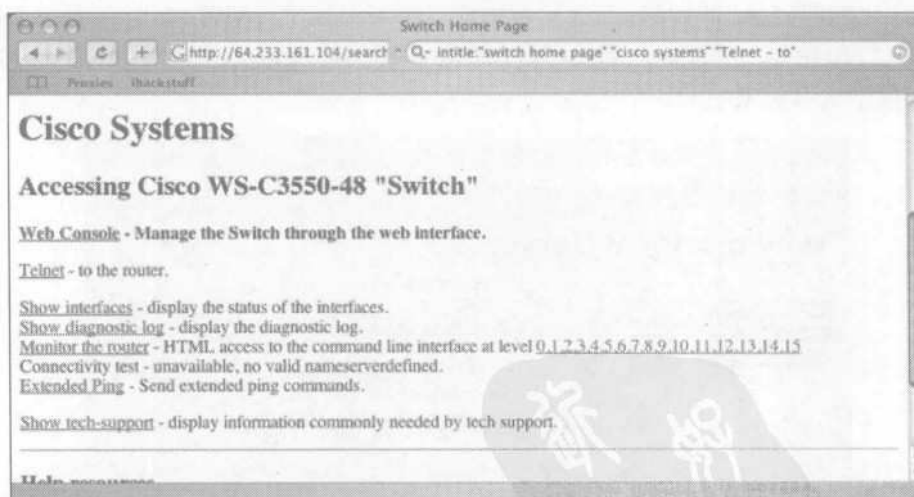 Switch Home Page
http://64.233.161.104/search
intitle:"switch home page" "cisco systems" "Telnet - to"
Proxies ihackstuff
Cisco Systems
Accessing Cisco WS-C3550-48 "Switch"
Web Console - Manage the Switch through the web interface.
Telnet - to the router.
Show interfaces - display the status of the interfaces.
Show diagnostic log - display the diagnostic log.
Monitor the router - HTML access to the command line interface at level 0,1,2,3,4,5,6,7,8,9,10,11,12,13,14,15
Connectivity test - unavailable, no valid nameserverdefined.
Extended Ping - Send extended ping commands.
Show tech-support - display information commonly needed by tech support.
Help resources